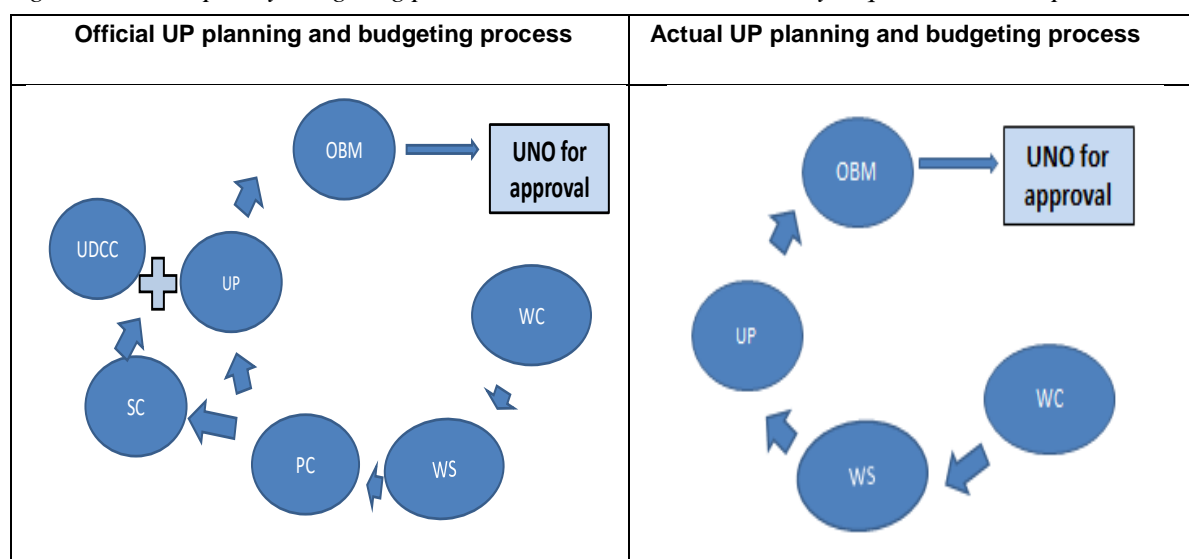 Official UP planning and budgeting process
Actual UP planning and budgeting process
OBM
UNO for
approval
UDCC
UP
WC
SC
PC
WS
OBM
UNO for
approval
UP
WC
WS